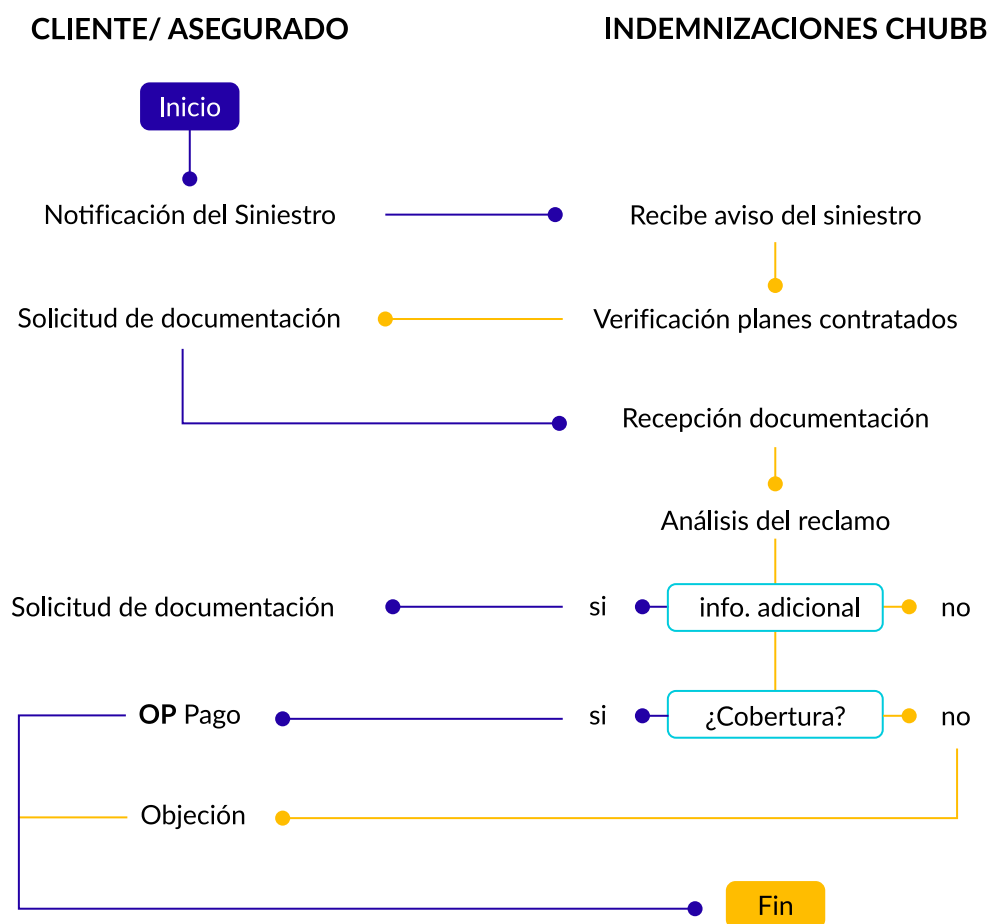 CLIENTE/ ASEGURADO
INDEMNIZACIONES CHUBB
Inicio
Notificación del Siniestro
Recibe aviso del siniestro
Solicitud de documentación
Verificación planes contratados
Recepción documentación
Análisis del reclamo
Solicitud de documentación
si
info. adicional
no
OP Pago
si
¿Cobertura?
no
Objeción
Fin